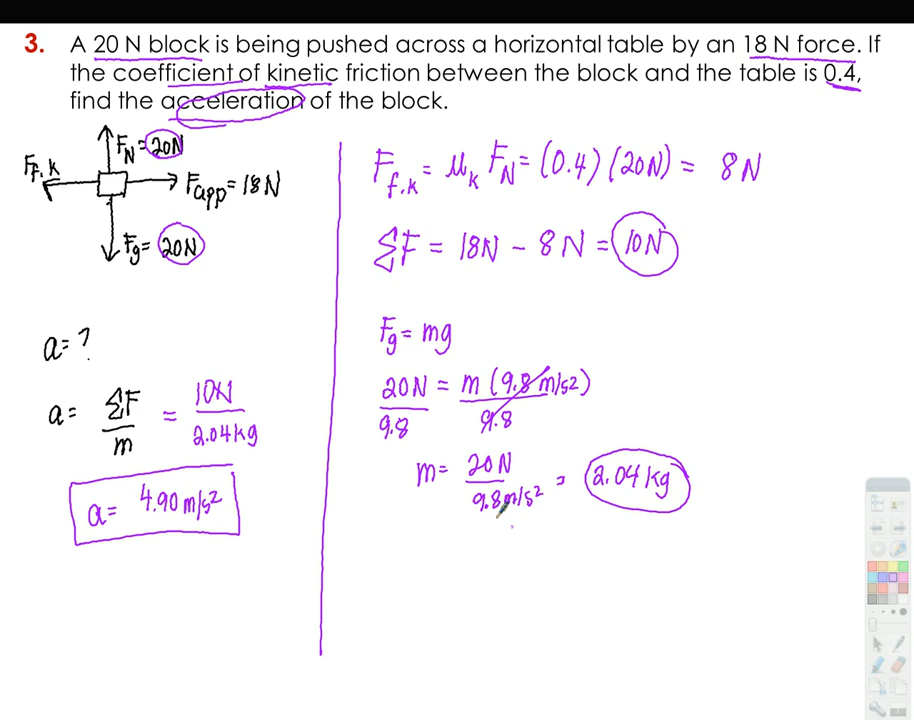 3. A 20 N block is being pushed across a horizontal table by an 18 N force. If
the coefficient of kinetic friction between the block and the table is 0.4,
find the acceleration of the block.
Ff.k
FN = 20N
Fapp = 18N
Fg = 20N
a = ?
a = ΣF/m = 10N/2.04kg
a = 4.90 m/s²
Ff.k = μk FN = (0.4) (20N) = 8N
ΣF = 18N - 8N = 10N
Fg = mg
20N/9.8 = m (9.8 m/s²)/9.8
m = 20N/9.8m/s² = 2.04 kg